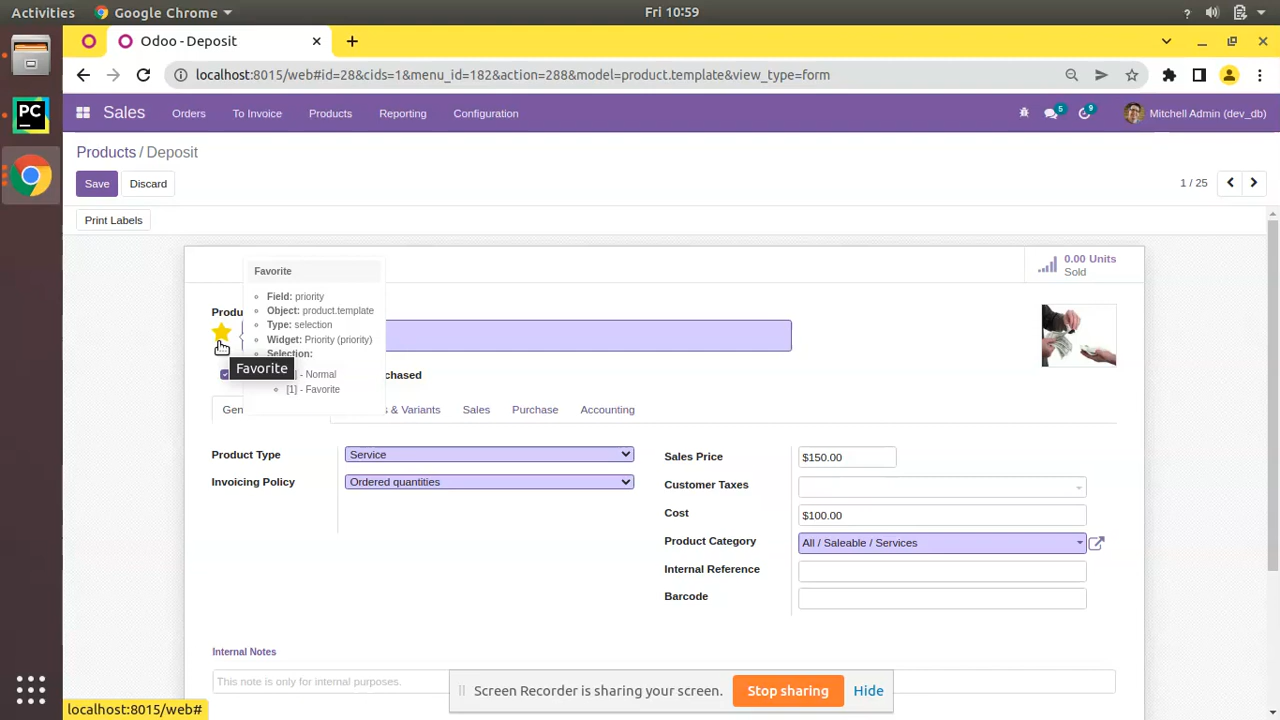 Activities Google Chrome Fri 10:59 ?
Odoo - Deposit
localhost:8015/web#id=28&cids=1&menu_id=182&action=288&model=product.template&view_type=form
PC
Sales Orders To Invoice Products Reporting Configuration 5 9 Mitchell Admin (dev_db)
Products / Deposit
Save Discard 1 / 25
Print Labels
0.00 Units
Sold
Favorite
Field: priority
Object: product.template
Type: selection
Widget: Priority (priority)
Selection:
- Normal
[1] - Favorite
Favorite
Produ
chased
Gen & Variants Sales Purchase Accounting
Product Type Service Sales Price $150.00
Invoicing Policy Ordered quantities Customer Taxes
Cost $100.00
Product Category All / Saleable / Services
Internal Reference
Barcode
Internal Notes
This note is only for internal purposes.
Screen Recorder is sharing your screen. Stop sharing Hide
localhost:8015/web#